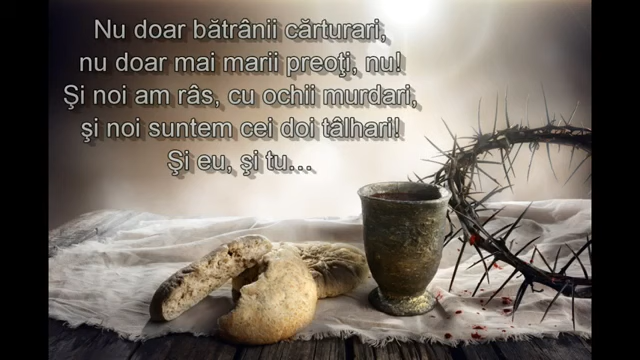 Nu doar bătrânii cărturari,
nu doar mai marii preoţi, nu!
Şi noi am râs, cu ochii murdari,
şi noi suntem cei doi tâlhari!
Şi eu, şi tu...